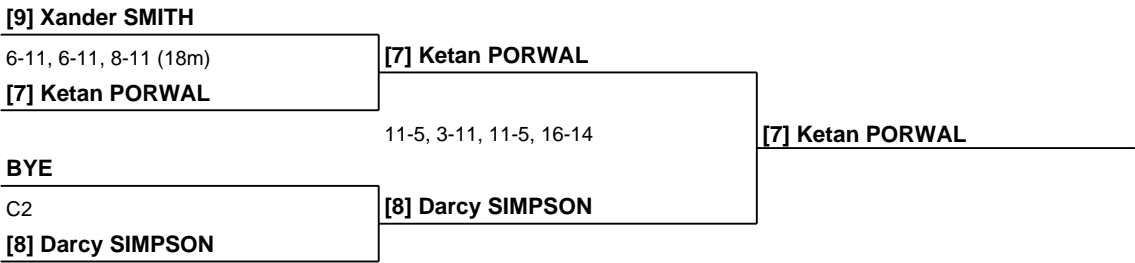 [9] Xander SMITH
6-11, 6-11, 8-11 (18m)
[7] Ketan PORWAL
[7] Ketan PORWAL
11-5, 3-11, 11-5, 16-14
[7] Ketan PORWAL
BYE
C2
[8] Darcy SIMPSON
[8] Darcy SIMPSON